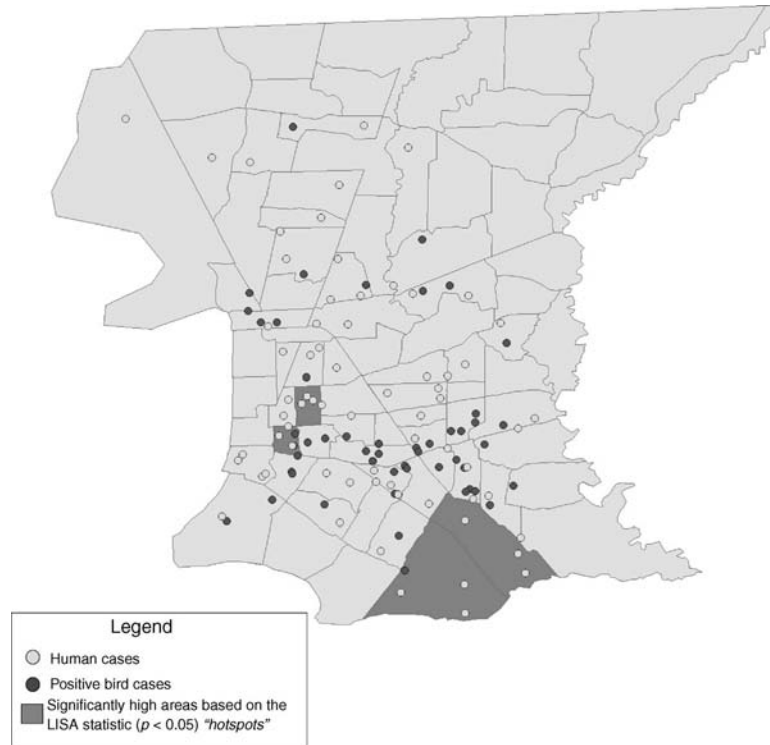 Legend
Human cases
Positive bird cases
Significantly high areas based on the
LISA statistic (p < 0.05) "hotspots"